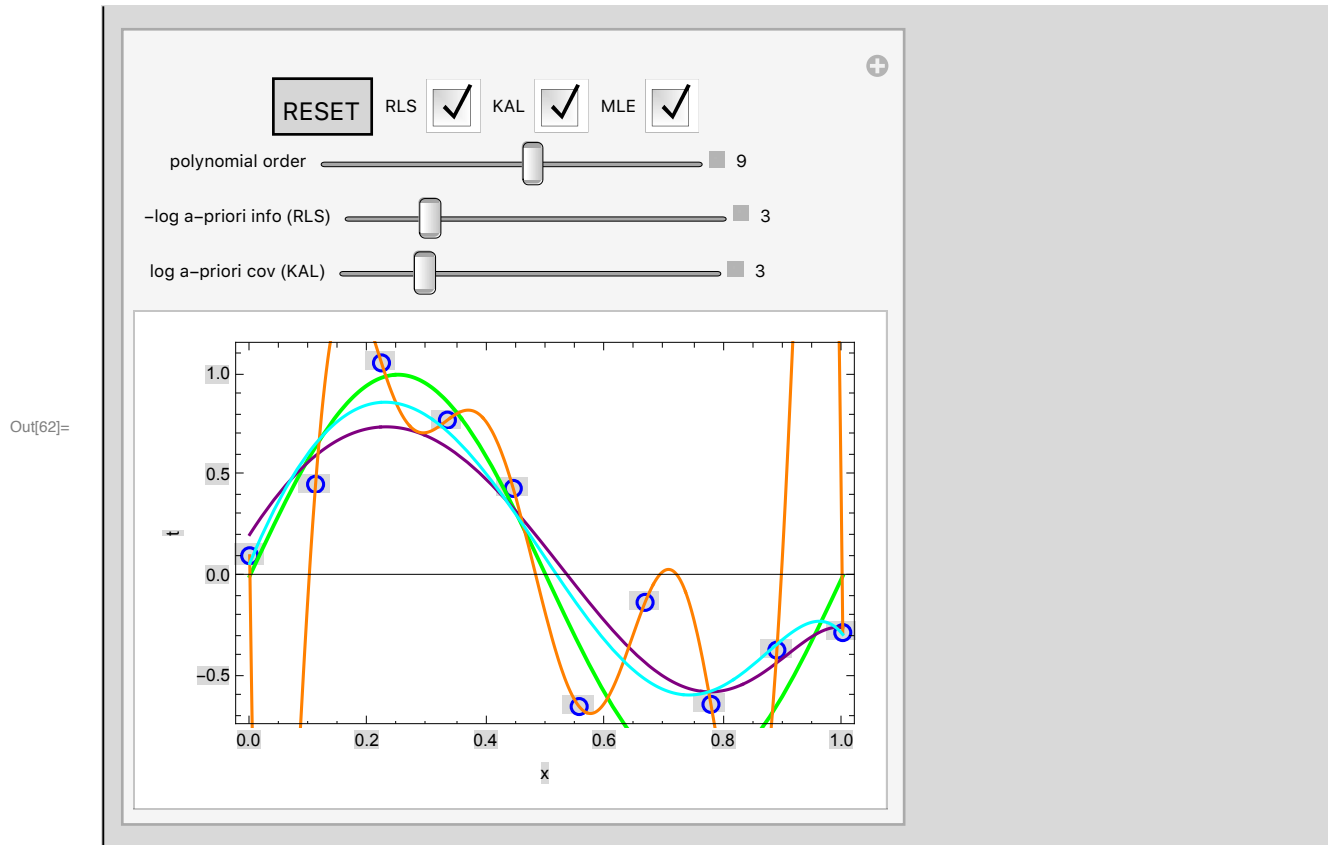 RESET RLS KAL MLE
polynomial order 9
–log a–priori info (RLS) 3
log a–priori cov (KAL) 3
Out[62]=
1.0
0.5
0.0
−0.5
t
0.0 0.2 0.4 0.6 0.8 1.0
x